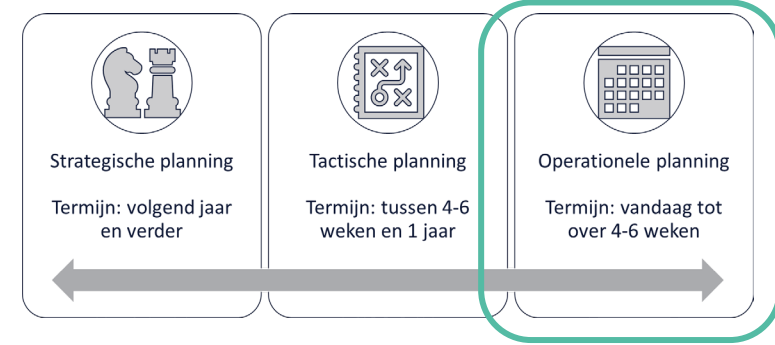 Strategische planning
Termijn: volgend jaar
en verder
Tactische planning
Termijn: tussen 4-6
weken en 1 jaar
Operationele planning
Termijn: vandaag tot
over 4-6 weken